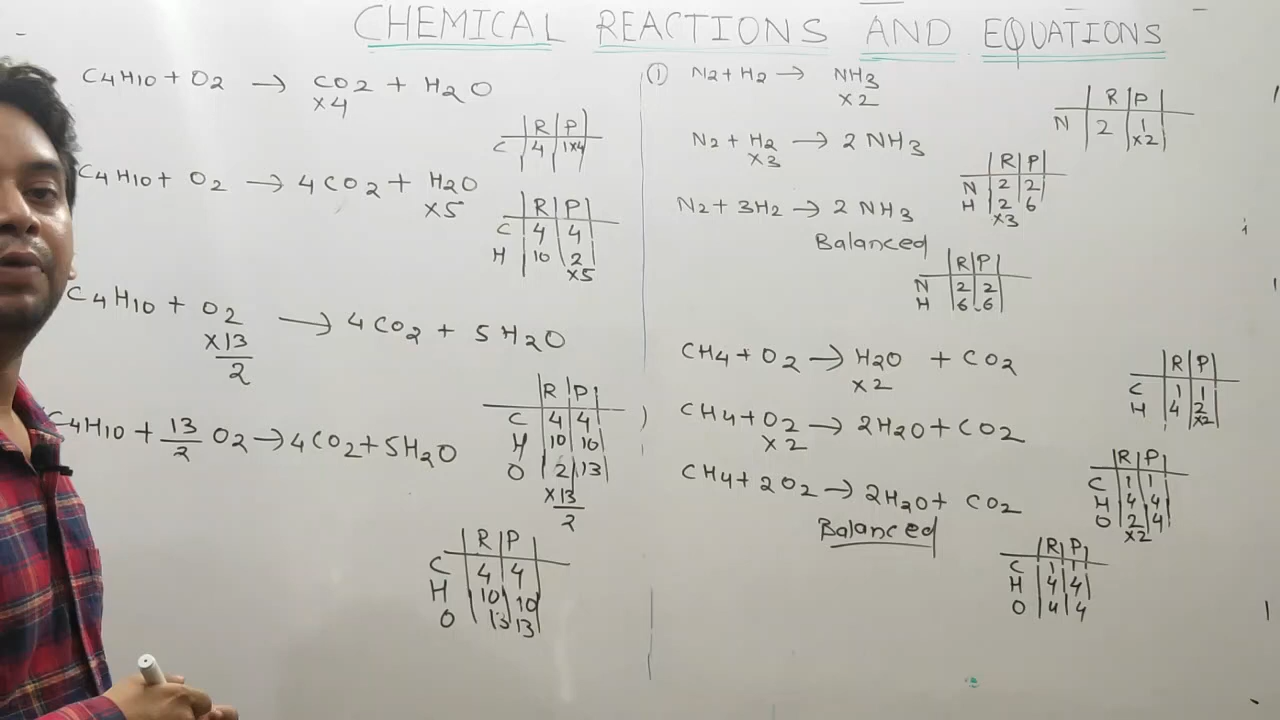 CHEMICAL REACTIONS AND EQUATIONS
C4H10 + O2 → CO2 + H2O
×4
R P
C 4 1×4
C4H10 + O2 → 4CO2 + H2O
×5
R P
C 4 4
H 10 2
×5
C4H10 + O2 → 4CO2 + 5H2O
×13
2
R P
C 4 4
H 10 10
O 2 13
×13
2
C4H10 + 13/2 O2 → 4CO2 + 5H2O
R P
C 4 4
H 10 10
O 13 13
① N2 + H2 → NH3
×2
R P
N 2 1
×2
N2 + H2 → 2NH3
×3
R P
N 2 2
H 2 6
×3
N2 + 3H2 → 2NH3
Balanced
R P
N 2 2
H 6 6
CH4 + O2 → H2O + CO2
×2
R P
C 1 1
H 4 2
×2
CH4 + O2 → 2H2O + CO2
×2
R P
C 1 1
H 4 4
O 2 4
×2
CH4 + 2O2 → 2H2O + CO2
Balanced
R P
C 1 1
H 4 4
O 4 4